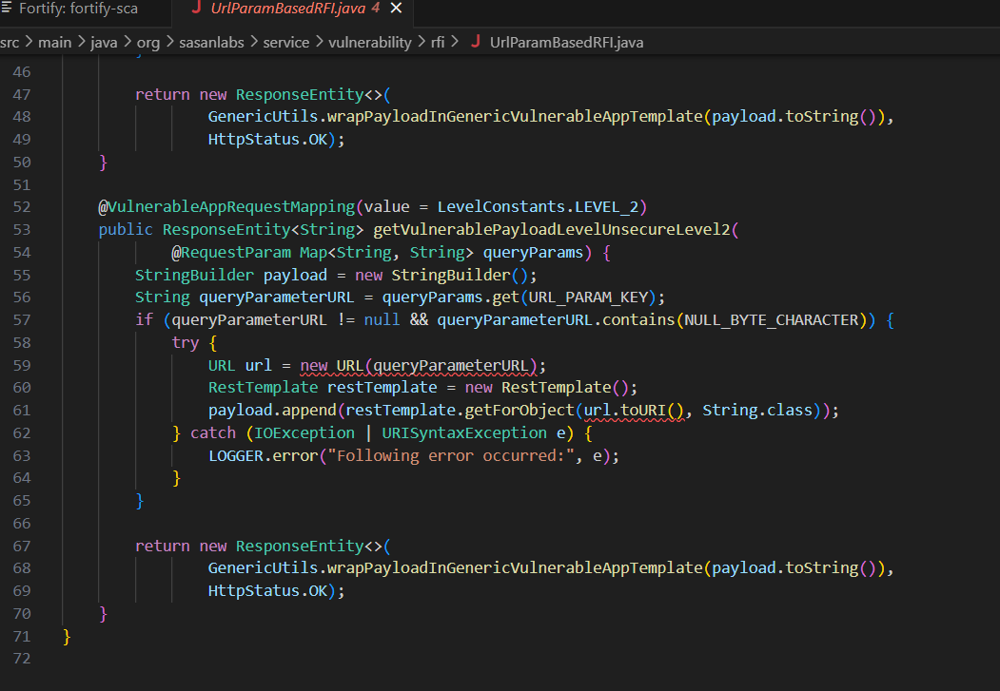 Fortify: fortify-sca
J UrlParamBasedRFI.java 4 ×
src > main > java > org > sasanlabs > service > vulnerability > rfi > J UrlParamBasedRFI.java
46 }
47 return new ResponseEntity<>(
48 GenericUtils.wrapPayloadInGenericVulnerableAppTemplate(payload.toString()),
49 HttpStatus.OK);
50 }
51
52 @VulnerableAppRequestMapping(value = LevelConstants.LEVEL_2)
53 public ResponseEntity<String> getVulnerablePayloadLevelUnsecureLevel2(
54 @RequestParam Map<String, String> queryParams) {
55 StringBuilder payload = new StringBuilder();
56 String queryParameterURL = queryParams.get(URL_PARAM_KEY);
57 if (queryParameterURL != null && queryParameterURL.contains(NULL_BYTE_CHARACTER)) {
58 try {
59 URL url = new URL(queryParameterURL);
60 RestTemplate restTemplate = new RestTemplate();
61 payload.append(restTemplate.getForObject(url.toURI(), String.class));
62 } catch (IOException | URISyntaxException e) {
63 LOGGER.error("Following error occurred:", e);
64 }
65 }
66
67 return new ResponseEntity<>(
68 GenericUtils.wrapPayloadInGenericVulnerableAppTemplate(payload.toString()),
69 HttpStatus.OK);
70 }
71 }
72